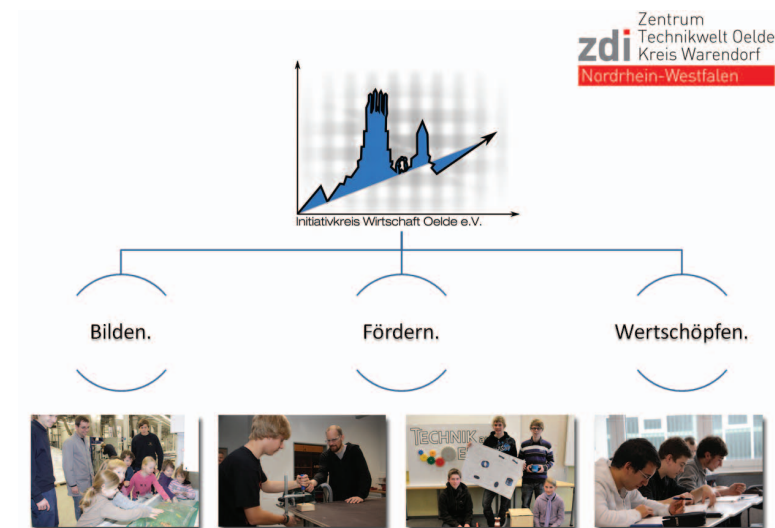 Zentrum
zdi Technikwelt Oelde
Kreis Warendorf
Nordrhein-Westfalen
Initiativkreis Wirtschaft Oelde e.V.
Bilden.
Fördern.
Wertschöpfen.
TECHNIK